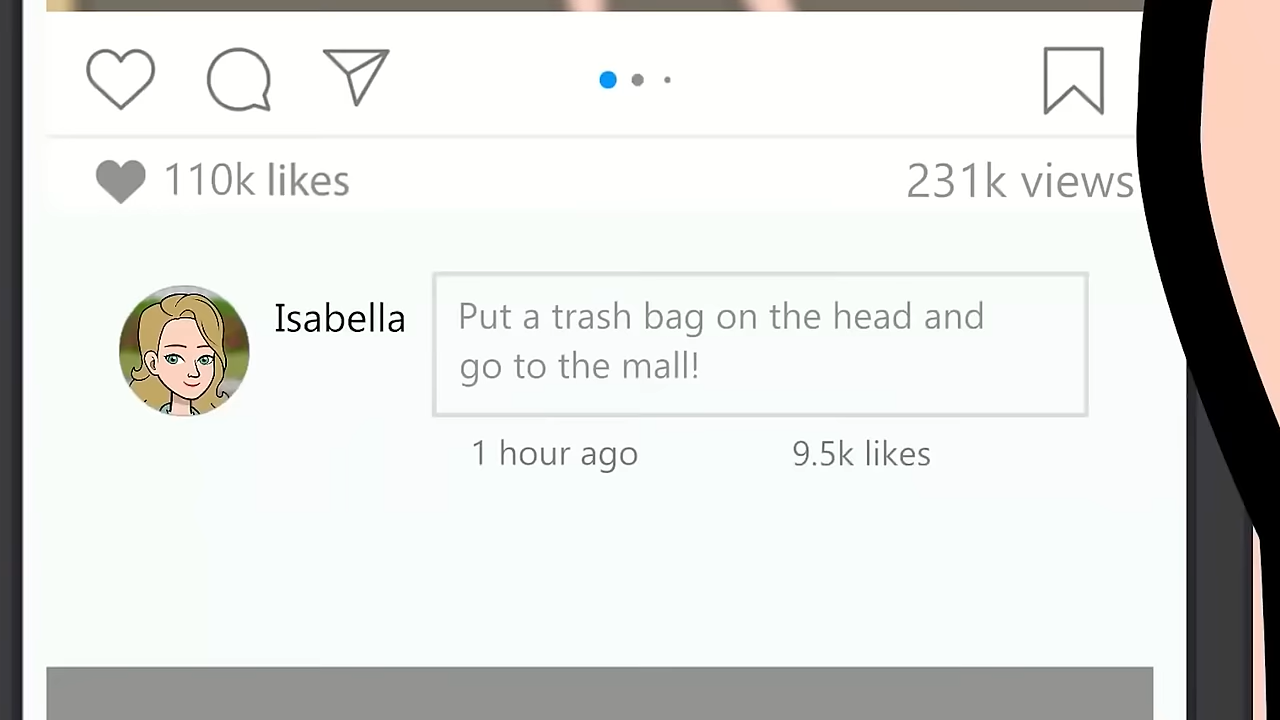 110k likes
231k views
Isabella
Put a trash bag on the head and
go to the mall!
1 hour ago
9.5k likes